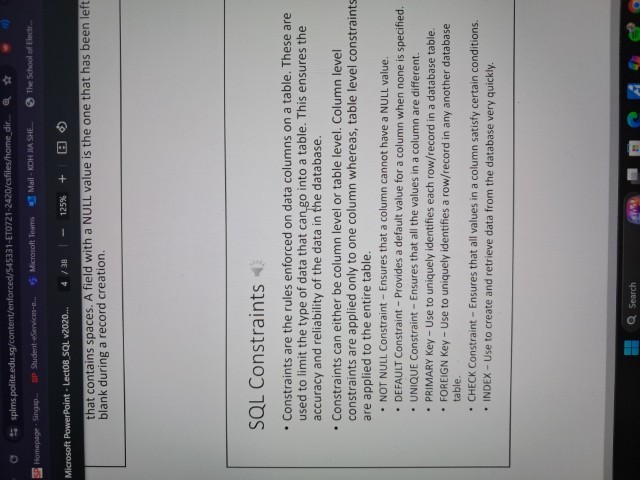 splms.polite.edu.sg/content/enforced/545331-ET0721-2420/csfiles/home_dir...
Homepage - Singap... SP Student-eServices-e... Microsoft Teams Mail - KOH JIA SHE... The School of Electr...
Microsoft PowerPoint - Lect08_SQL v2020... 4 / 38 | — 125% +
that contains spaces. A field with a NULL value is the one that has been left
blank during a record creation.
SQL Constraints
• Constraints are the rules enforced on data columns on a table. These are
used to limit the type of data that can go into a table. This ensures the
accuracy and reliability of the data in the database.
• Constraints can either be column level or table level. Column level
constraints are applied only to one column whereas, table level constraints
are applied to the entire table.
• NOT NULL Constraint – Ensures that a column cannot have a NULL value.
• DEFAULT Constraint – Provides a default value for a column when none is specified.
• UNIQUE Constraint – Ensures that all the values in a column are different.
• PRIMARY Key – Use to uniquely identifies each row/record in a database table.
• FOREIGN Key – Use to uniquely identifies a row/record in any another database
table.
• CHECK Constraint – Ensures that all values in a column satisfy certain conditions.
• INDEX – Use to create and retrieve data from the database very quickly.
Search